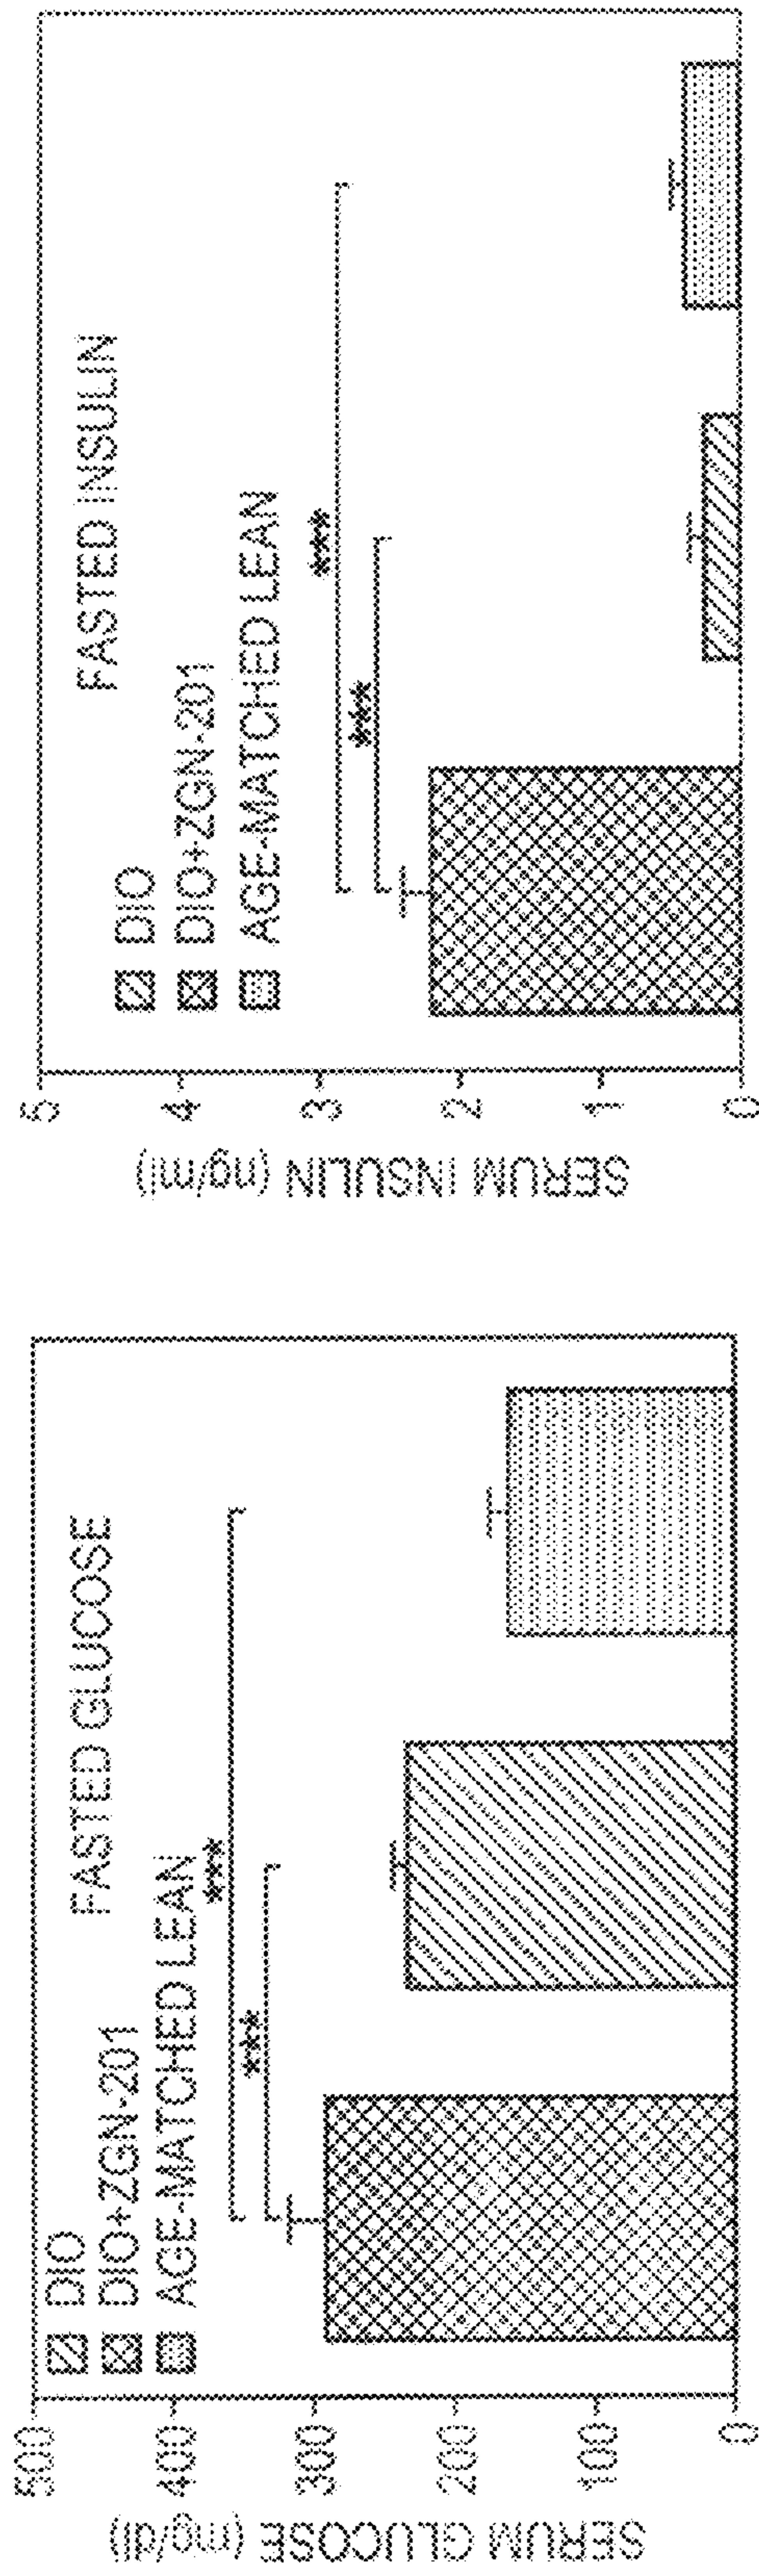 SERUM GLUCOSE (mg/dl)
500
400
300
200
100
0
FASTED GLUCOSE
DIO
DIO+ZGN-201
AGE-MATCHED LEAN
***
***
SERUM INSULIN (ng/ml)
5
4
3
2
1
0
FASTED INSULIN
DIO
DIO+ZGN-201
AGE-MATCHED LEAN
***
***